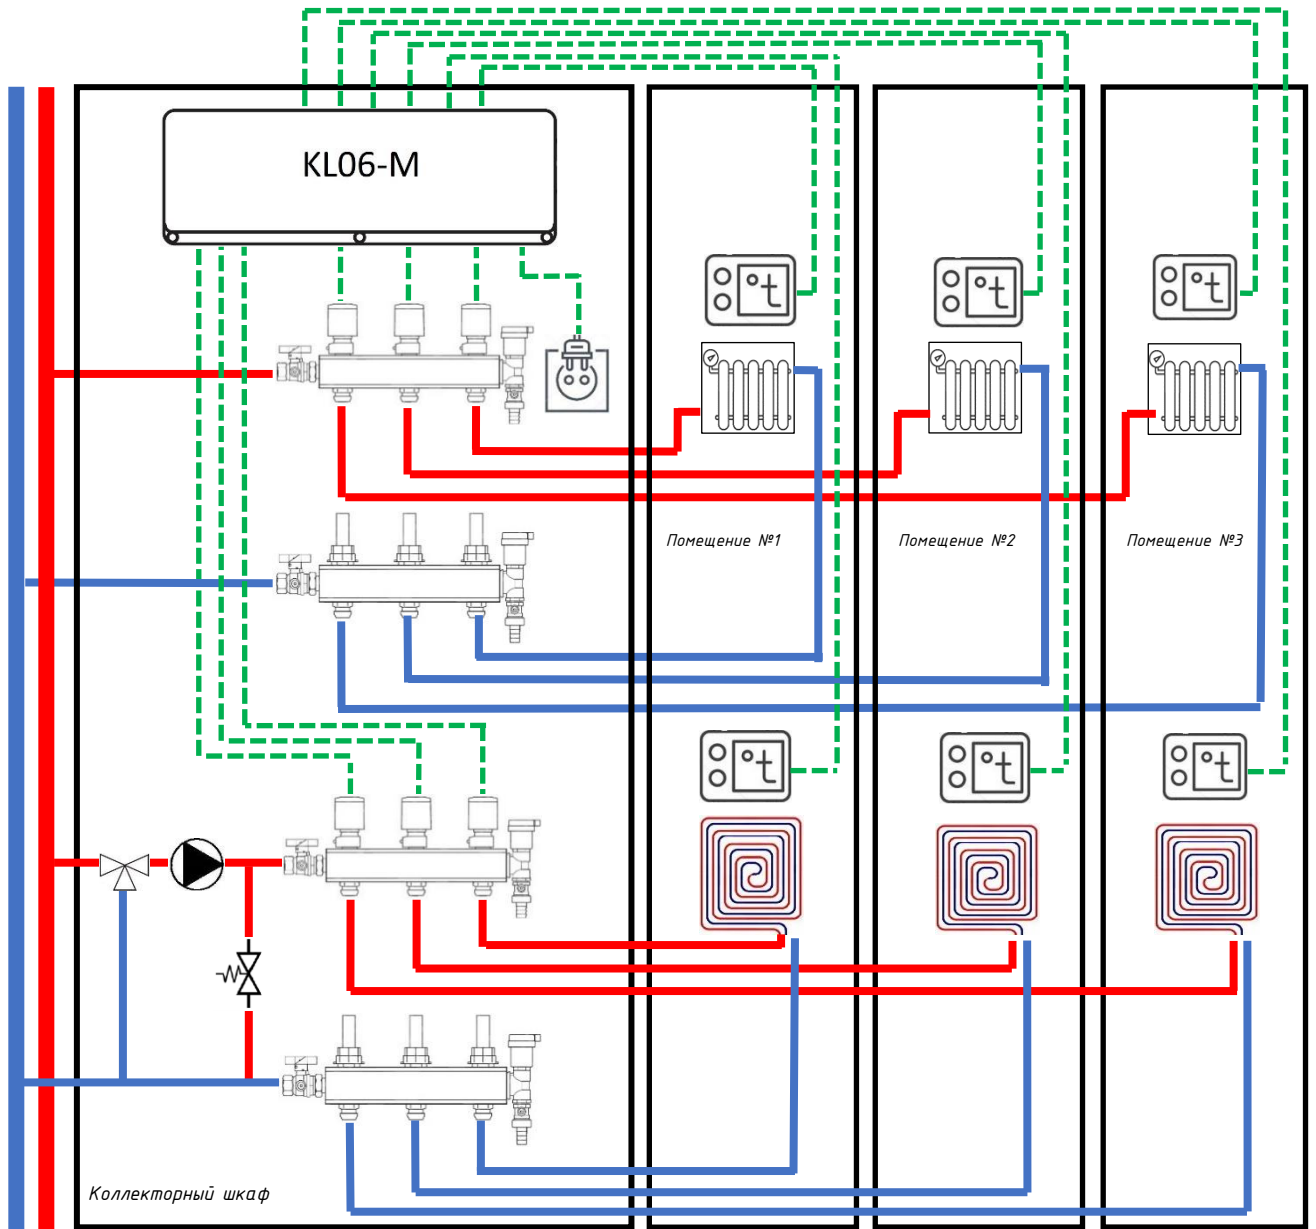 KL06-M
°t
°t
°t
Помещение №1
Помещение №2
Помещение №3
°t
°t
°t
Коллекторный шкаф